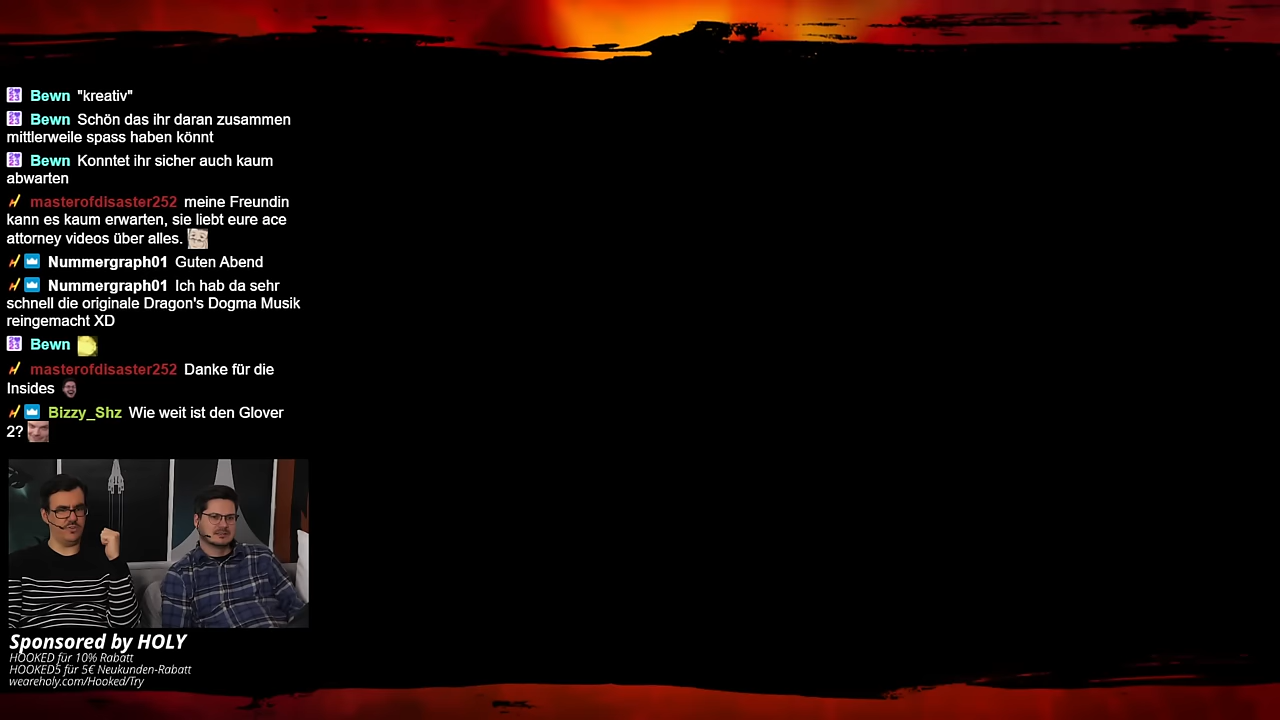 Bewn "kreativ"
Bewn Schön das ihr daran zusammen
mittlerweile spass haben könnt
Bewn Konntet ihr sicher auch kaum
abwarten
masterofdisaster252 meine Freundin
kann es kaum erwarten, sie liebt eure ace
attorney videos über alles.
Nummergraph01 Guten Abend
Nummergraph01 Ich hab da sehr
schnell die originale Dragon's Dogma Musik
reingemacht XD
Bewn
masterofdisaster252 Danke für die
Insides
Bizzy_Shz Wie weit ist den Glover
2?
Sponsored by HOLY
HOOKED für 10% Rabatt
HOOKED5 für 5€ Neukunden-Rabatt
weareholy.com/Hooked/Try